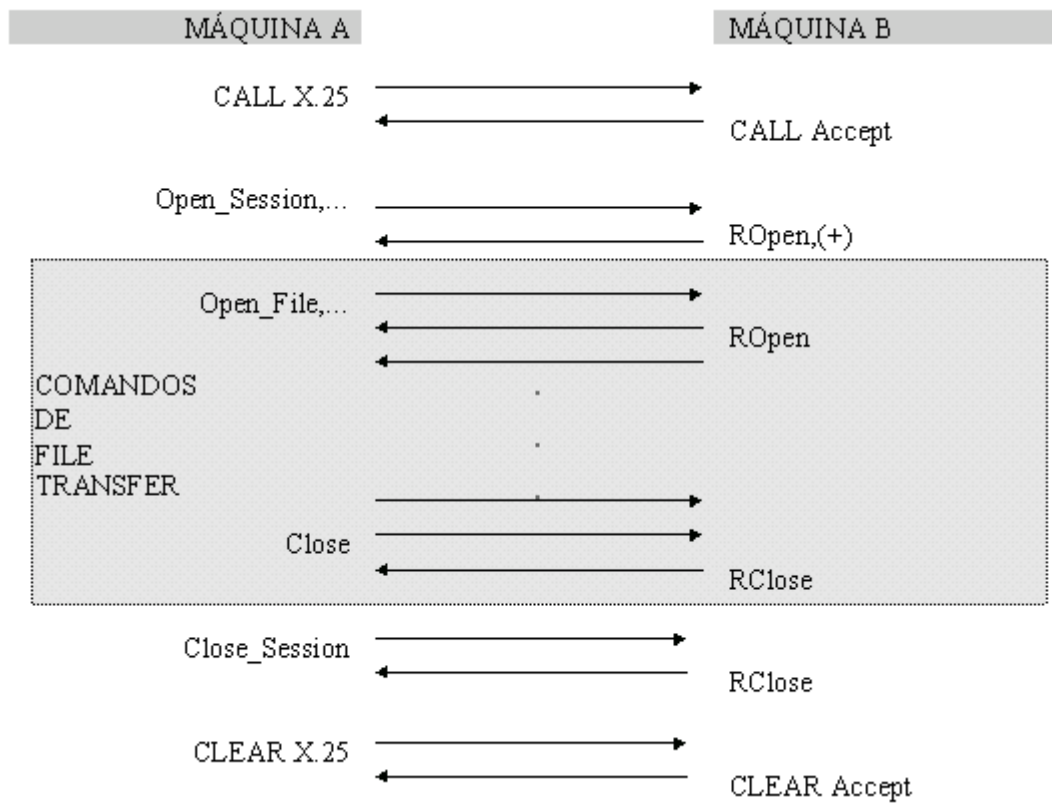 MÁQUINA A
MÁQUINA B
CALL X.25
CALL Accept
Open_Session,...
ROpen,(+)
Open_File,...
ROpen
COMANDOS
DE
FILE
TRANSFER
Close
RClose
Close_Session
RClose
CLEAR X.25
CLEAR Accept